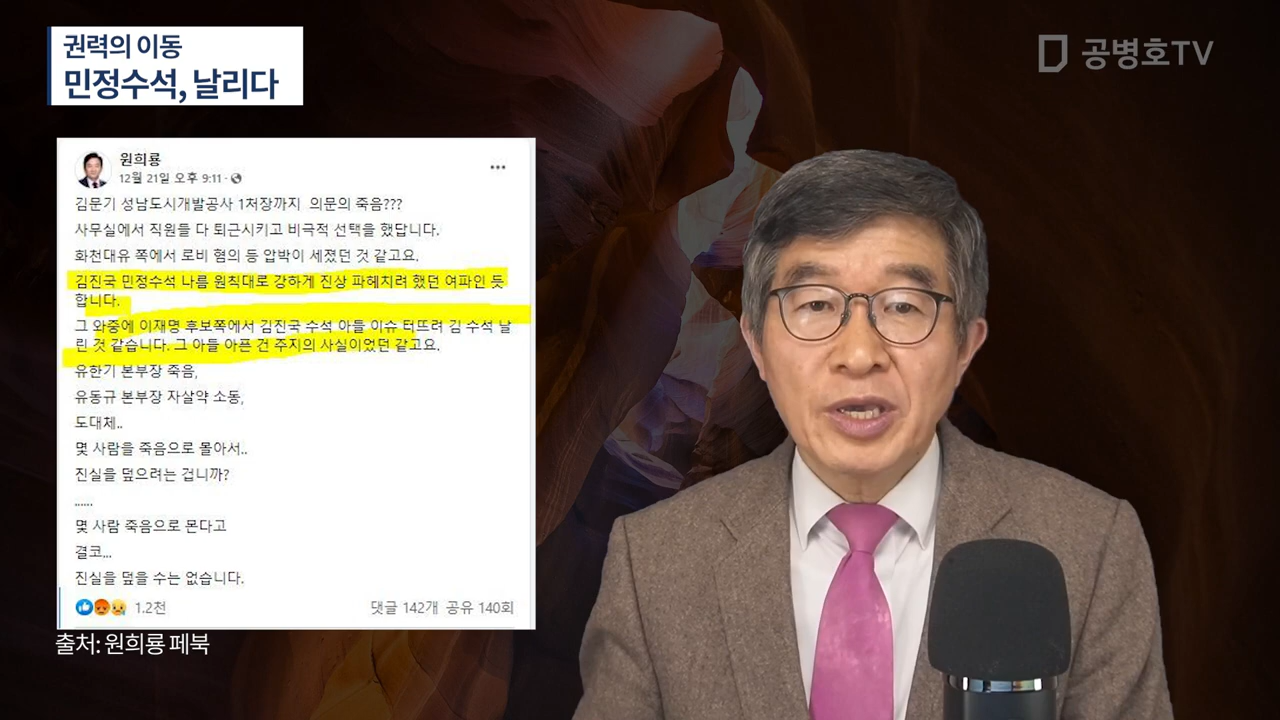 권력의 이동
민정수석, 날리다
공병호TV
원희룡
12월 21일 오후 9:11 ·
김문기 성남도시개발공사 1처장까지 의문의 죽음???
사무실에서 직원들 다 퇴근시키고 비극적 선택을 했답니다.
화천대유 쪽에서 로비 혐의 등 압박이 세졌던 것 같고요.
김진국 민정수석 나름 원칙대로 강하게 진상 파헤치려 했던 여파인 듯
합니다.
그 와중에 이재명 후보쪽에서 김진국 수석 아들 이슈 터뜨려 김 수석 날
린 것 같습니다. 그 아들 아픈 건 주지의 사실이었던 같고요.
유한기 본부장 죽음,
유동규 본부장 자살약 소동,
도대체..
몇 사람을 죽음으로 몰아서..
진실을 덮으려는 겁니까?
......
몇 사람 죽음으로 몬다고
결코...
진실을 덮을 수는 없습니다.
1.2천 댓글 142개 공유 140회
출처: 원희룡 페북